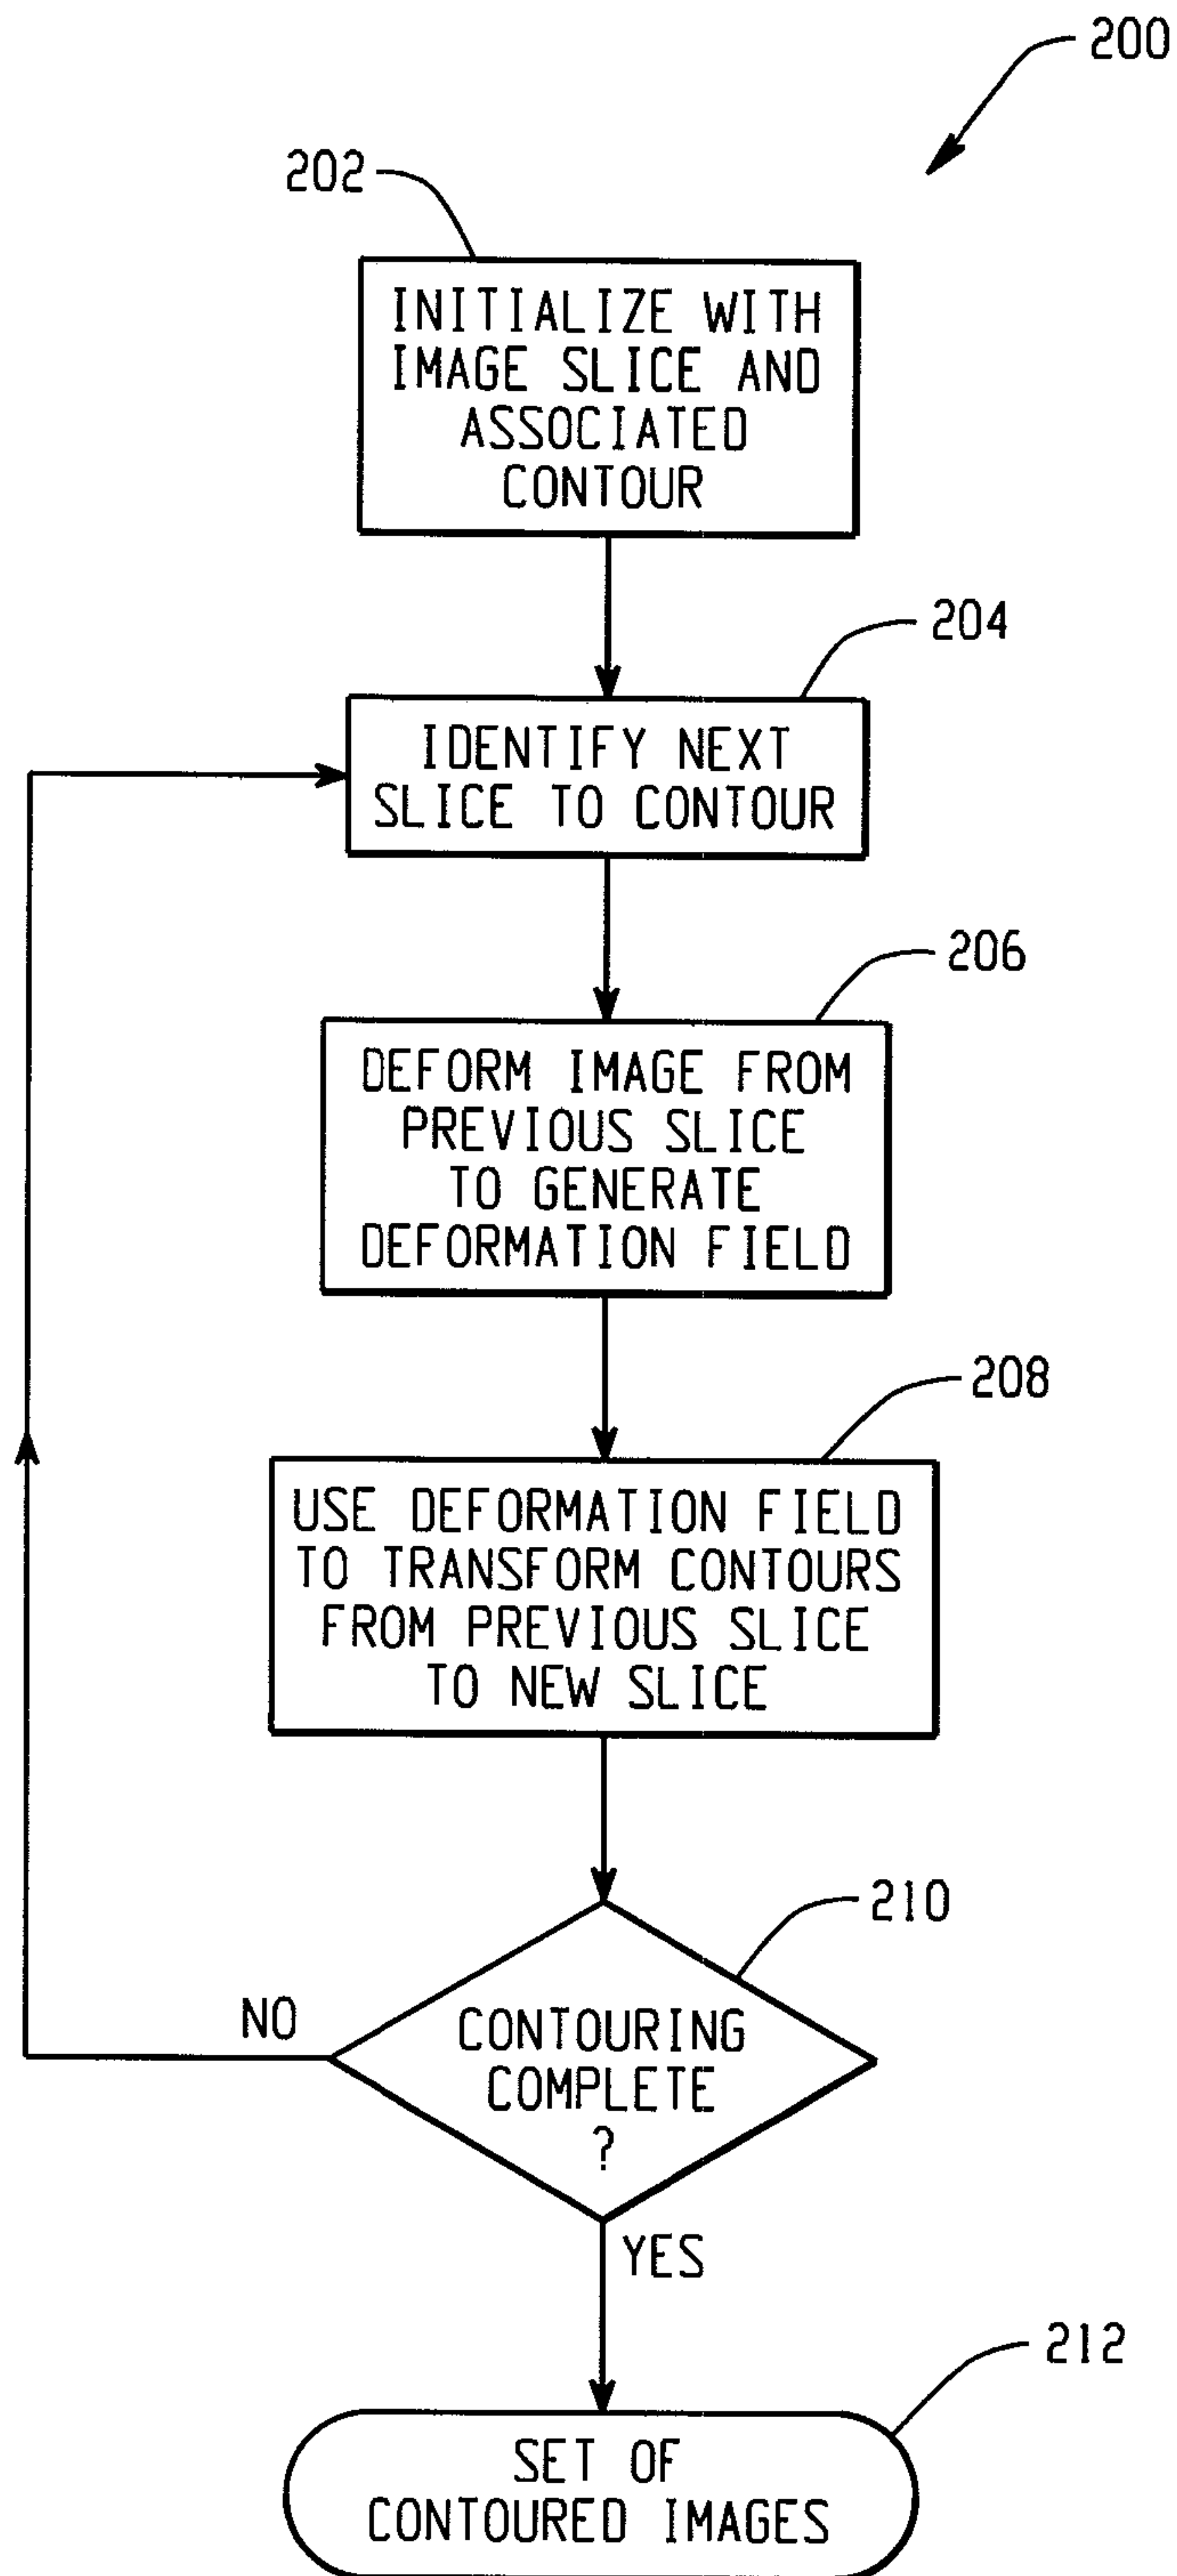 200
202
INITIALIZE WITH
IMAGE SLICE AND
ASSOCIATED
CONTOUR
204
IDENTIFY NEXT
SLICE TO CONTOUR
206
DEFORM IMAGE FROM
PREVIOUS SLICE
TO GENERATE
DEFORMATION FIELD
208
USE DEFORMATION FIELD
TO TRANSFORM CONTOURS
FROM PREVIOUS SLICE
TO NEW SLICE
210
NO
CONTOURING
COMPLETE
?
YES
212
SET OF
CONTOURED IMAGES